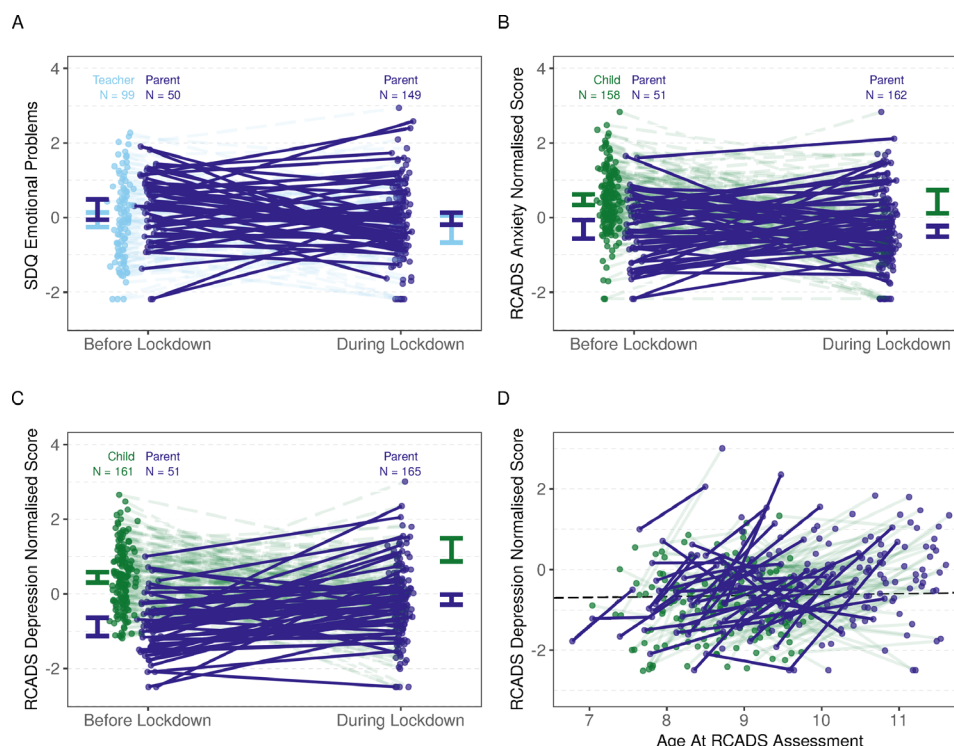 A
SDQ Emotional Problems
4
2
0
-2
Teacher
N = 99
Parent
N = 50
Parent
N = 149
Before Lockdown
During Lockdown
B
RCADS Anxiety Normalised Score
4
2
0
-2
Child
N = 158
Parent
N = 51
Parent
N = 162
Before Lockdown
During Lockdown
C
RCADS Depression Normalised Score
4
2
0
-2
Child
N = 161
Parent
N = 51
Parent
N = 165
Before Lockdown
During Lockdown
D
RCADS Depression Normalised Score
2
0
-2
7
8
9
10
11
Age At RCADS Assessment